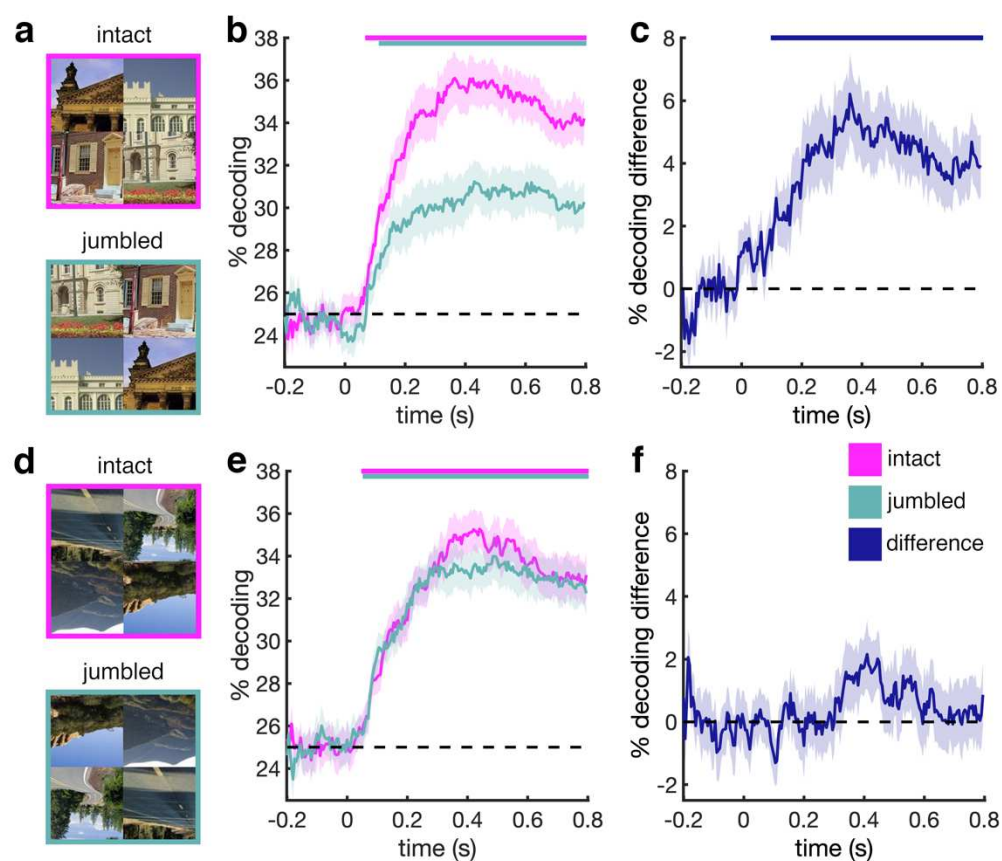 a
intact
jumbled
b
% decoding
38
36
34
32
30
28
26
24
-0.2 0 0.2 0.4 0.6 0.8
time (s)
c
% decoding difference
8
6
4
2
0
-2
-0.2 0 0.2 0.4 0.6 0.8
time (s)
d
intact
jumbled
e
% decoding
38
36
34
32
30
28
26
24
-0.2 0 0.2 0.4 0.6 0.8
time (s)
f
% decoding difference
8
6
4
2
0
-2
-0.2 0 0.2 0.4 0.6 0.8
time (s)
intact
jumbled
difference